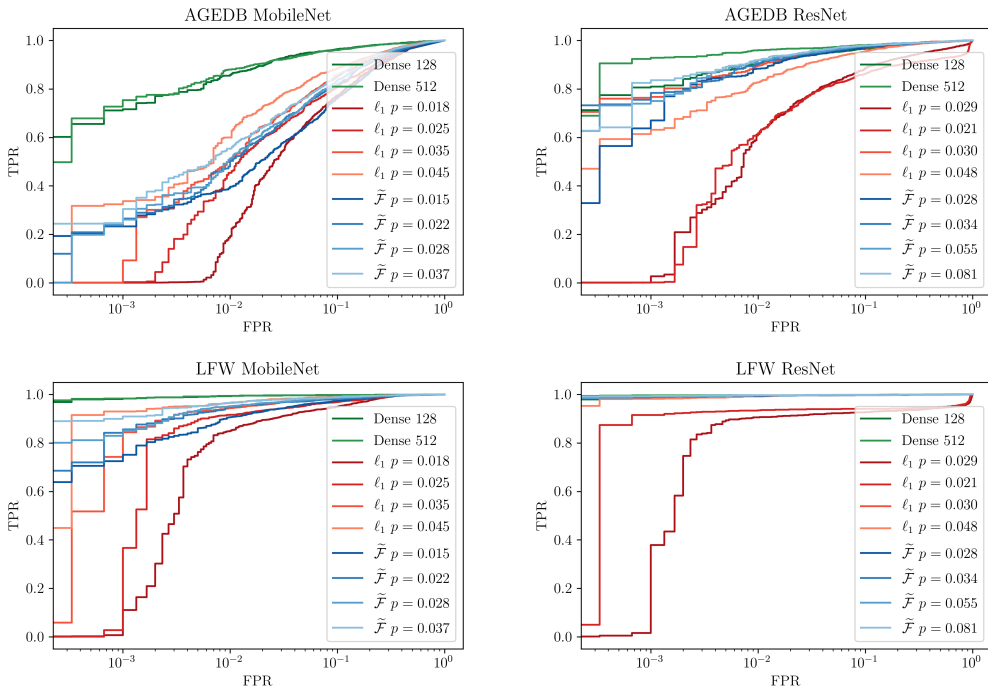 AGEDB MobileNet
1.0
0.8
0.6
0.4
0.2
0.0
TPR
10⁻³
10⁻²
10⁻¹
10⁰
FPR
Dense 128
Dense 512
ℓ₁ p = 0.018
ℓ₁ p = 0.025
ℓ₁ p = 0.035
ℓ₁ p = 0.045
F̃ p = 0.015
F̃ p = 0.022
F̃ p = 0.028
F̃ p = 0.037
AGEDB ResNet
1.0
0.8
0.6
0.4
0.2
0.0
TPR
10⁻³
10⁻²
10⁻¹
10⁰
FPR
Dense 128
Dense 512
ℓ₁ p = 0.029
ℓ₁ p = 0.021
ℓ₁ p = 0.030
ℓ₁ p = 0.048
F̃ p = 0.028
F̃ p = 0.034
F̃ p = 0.055
F̃ p = 0.081
LFW MobileNet
1.0
0.8
0.6
0.4
0.2
0.0
TPR
10⁻³
10⁻²
10⁻¹
10⁰
FPR
Dense 128
Dense 512
ℓ₁ p = 0.018
ℓ₁ p = 0.025
ℓ₁ p = 0.035
ℓ₁ p = 0.045
F̃ p = 0.015
F̃ p = 0.022
F̃ p = 0.028
F̃ p = 0.037
LFW ResNet
1.0
0.8
0.6
0.4
0.2
0.0
TPR
10⁻³
10⁻²
10⁻¹
10⁰
FPR
Dense 128
Dense 512
ℓ₁ p = 0.029
ℓ₁ p = 0.021
ℓ₁ p = 0.030
ℓ₁ p = 0.048
F̃ p = 0.028
F̃ p = 0.034
F̃ p = 0.055
F̃ p = 0.081